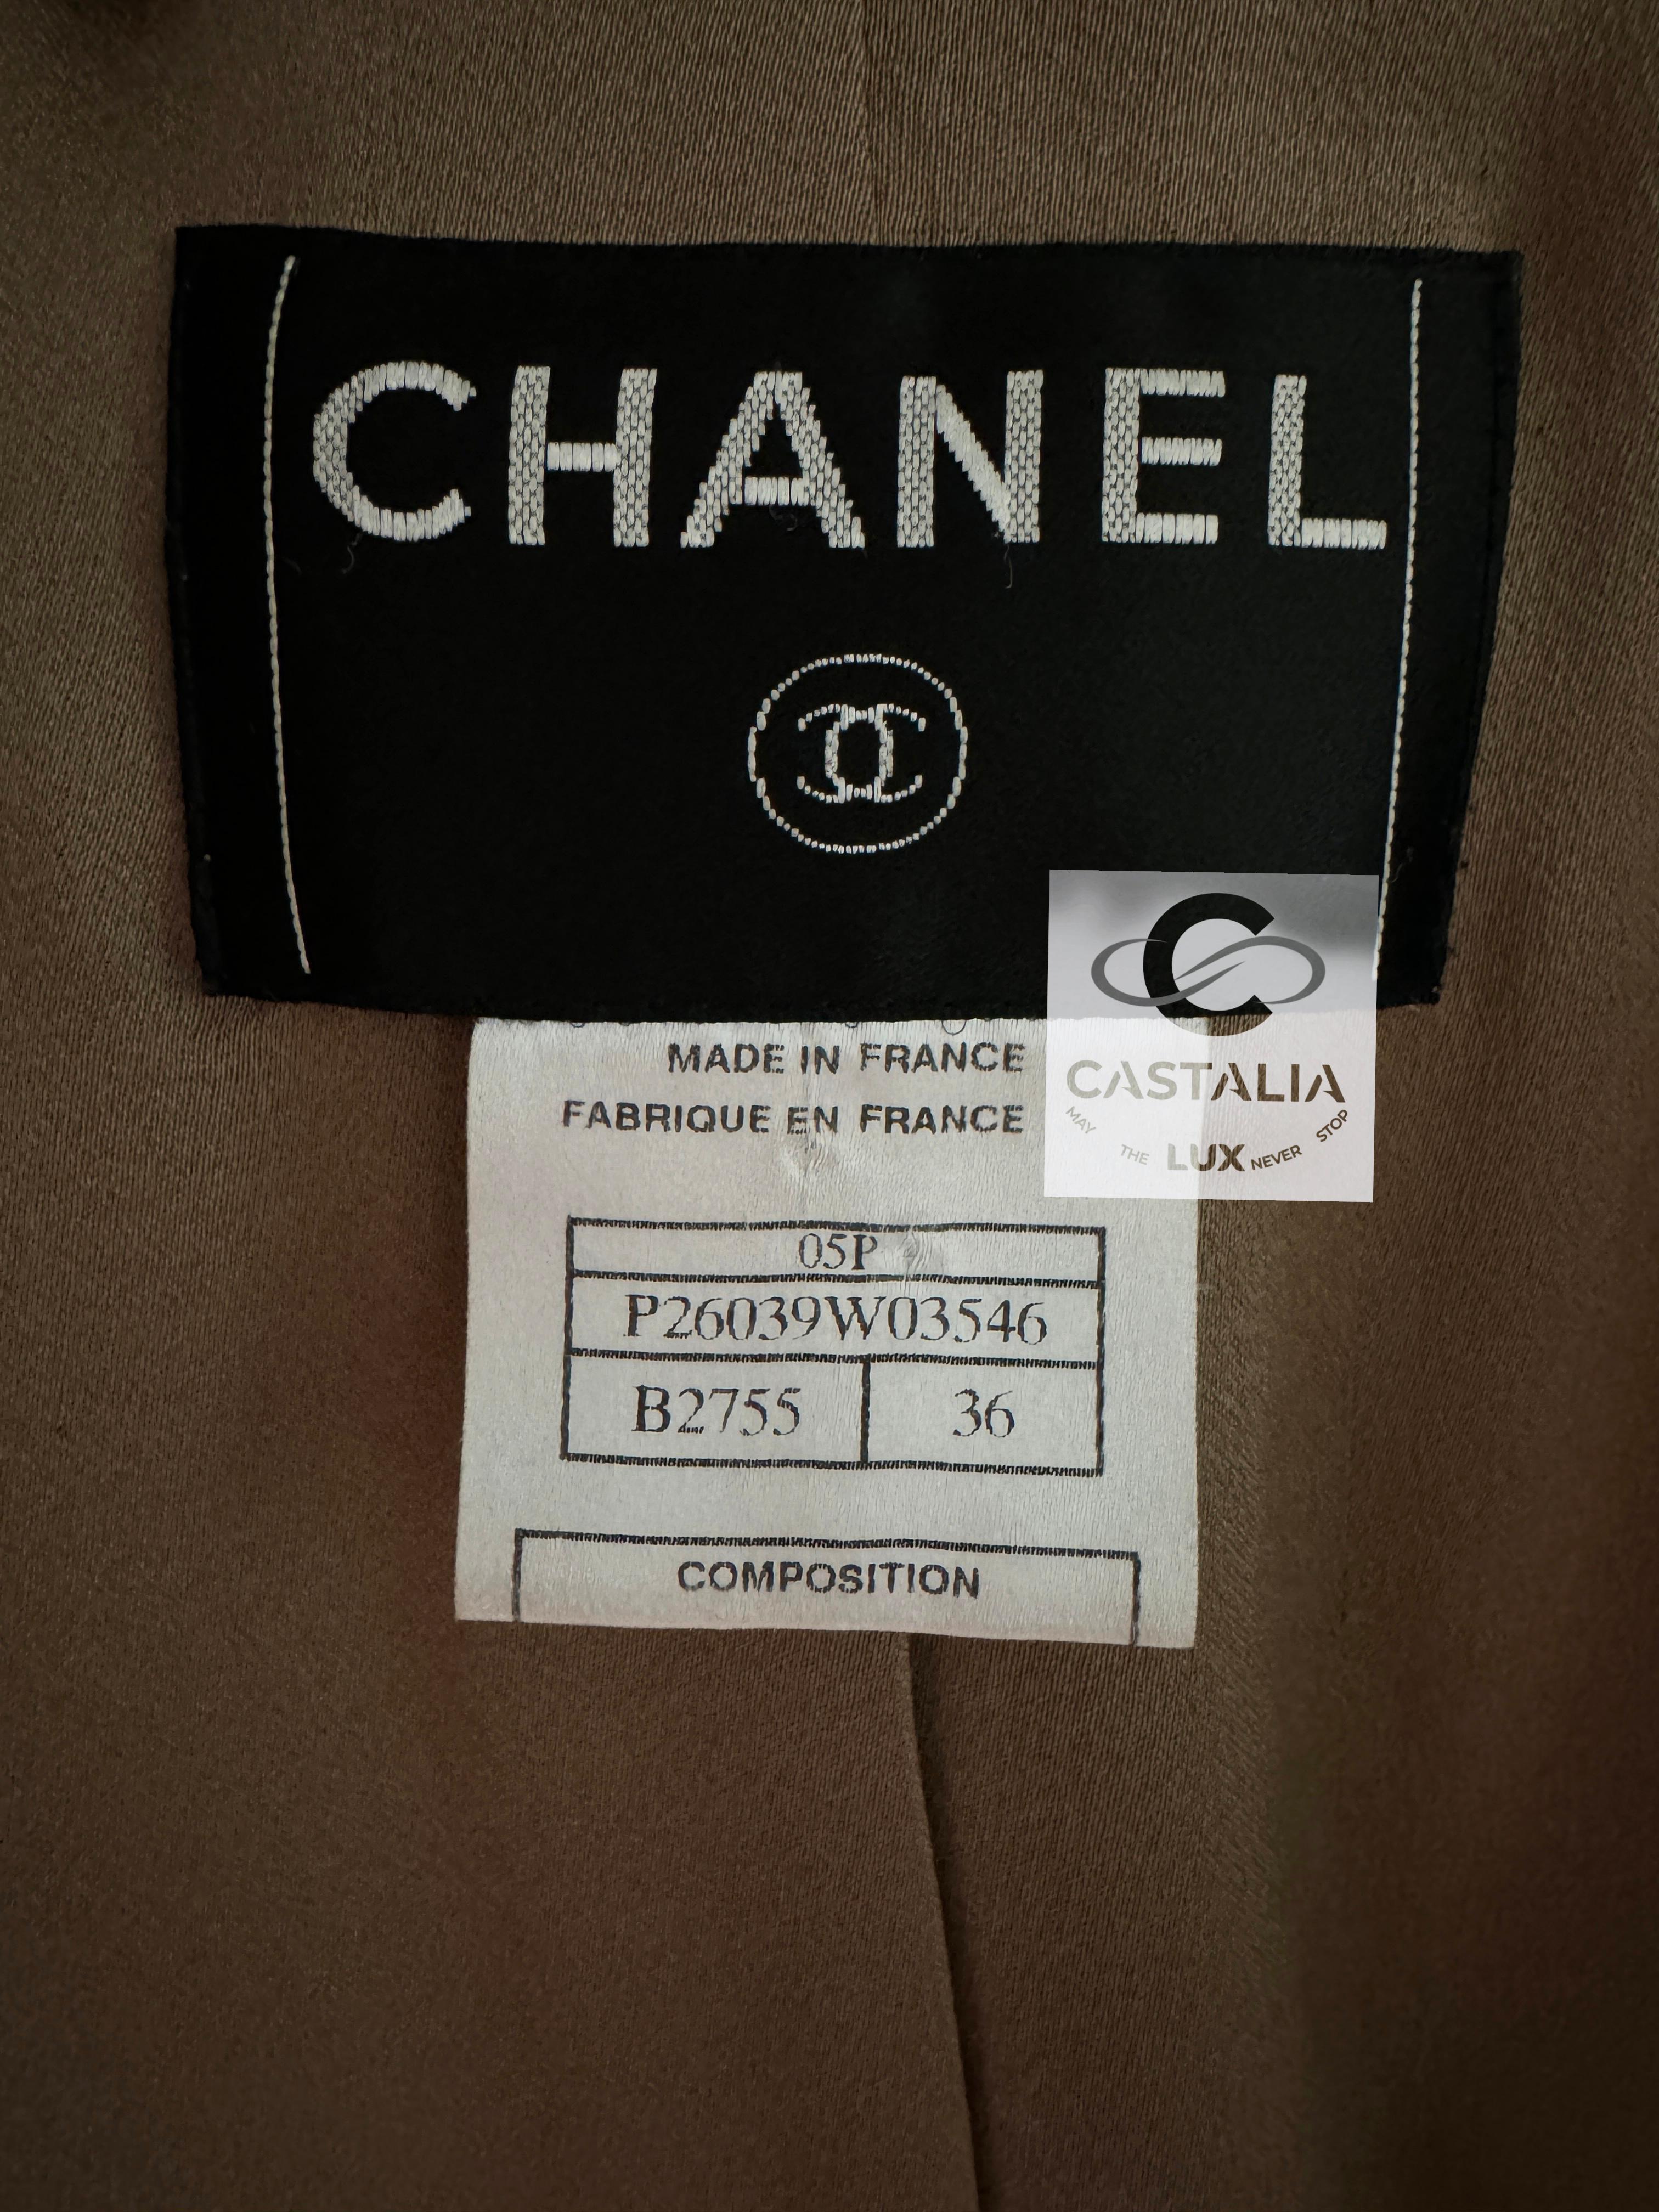 CHANEL
MADE IN FRANCE
FABRIQUE EN FRANCE
05P
P26039W03546
B2755 36
COMPOSITION
C
CASTALIA
MAY THE LUX NEVER STOP